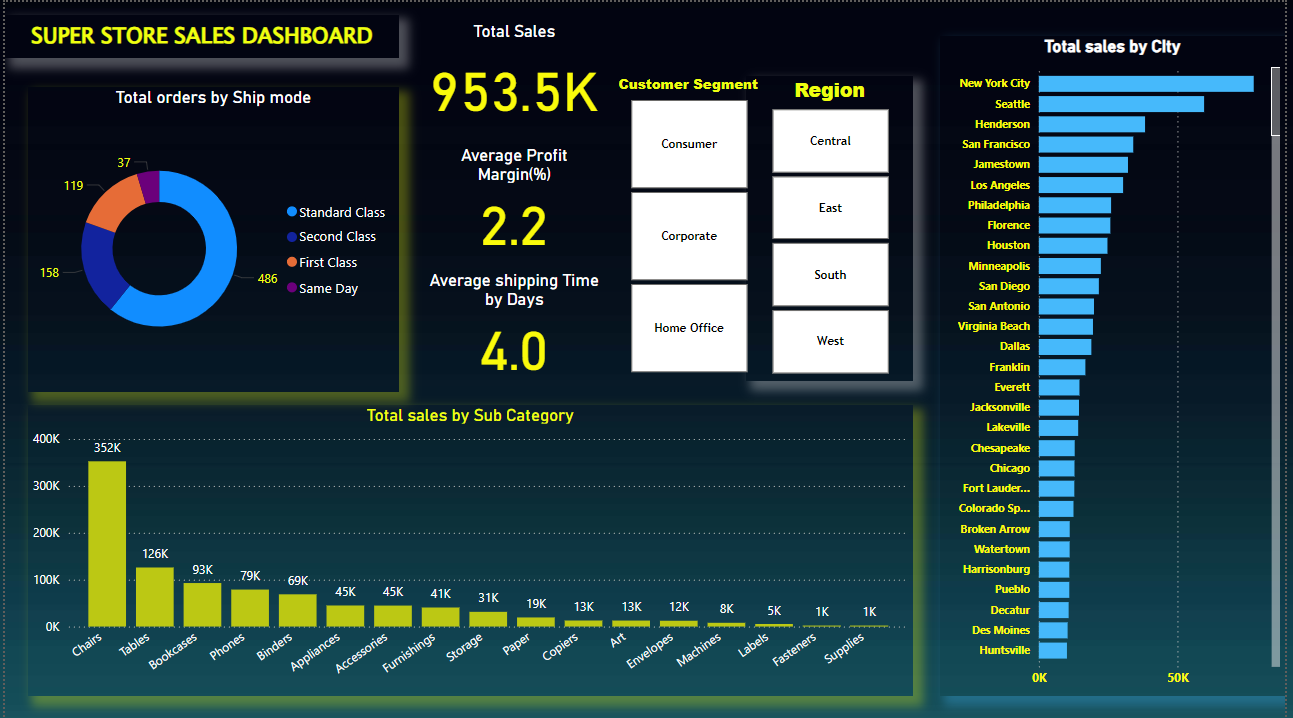 SUPER STORE SALES DASHBOARD
Total orders by Ship mode
37
119
158
486
Standard Class
Second Class
First Class
Same Day
Total Sales
953.5K
Average Profit
Margin(%)
2.2
Average shipping Time
by Days
4.0
Customer Segment
Consumer
Corporate
Home Office
Region
Central
East
South
West
Total sales by Sub Category
400K
300K
200K
100K
0K
352K
126K
93K
79K
69K
45K
45K
41K
31K
19K
13K
13K
12K
8K
5K
1K
1K
Chairs
Tables
Bookcases
Phones
Binders
Appliances
Accessories
Furnishings
Storage
Paper
Copiers
Art
Envelopes
Machines
Labels
Fasteners
Supplies
Total sales by CIty
New York City
Seattle
Henderson
San Francisco
Jamestown
Los Angeles
Philadelphia
Florence
Houston
Minneapolis
San Diego
San Antonio
Virginia Beach
Dallas
Franklin
Everett
Jacksonville
Lakeville
Chesapeake
Chicago
Fort Lauder...
Colorado Sp...
Broken Arrow
Watertown
Harrisonburg
Pueblo
Decatur
Des Moines
Huntsville
0K
50K